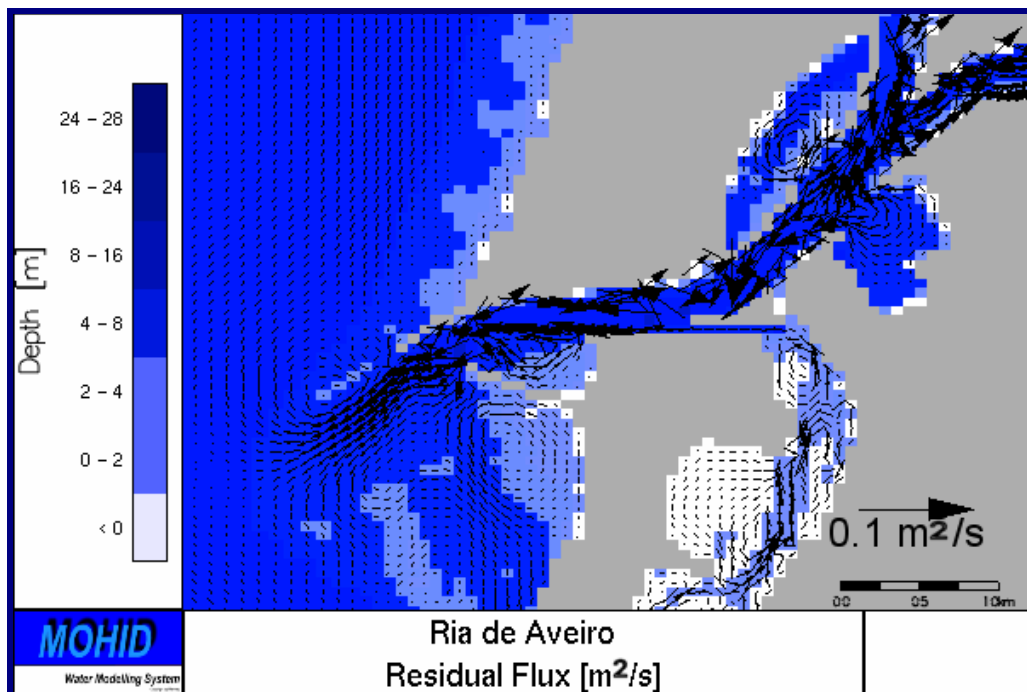 24 - 28
16 - 24
8 - 16
4 - 8
2 - 4
0 - 2
< 0
Depth [m]
0.1 m²/s
00 05 10km
MOHID
Water Modelling System
Ria de Aveiro
Residual Flux [m²/s]